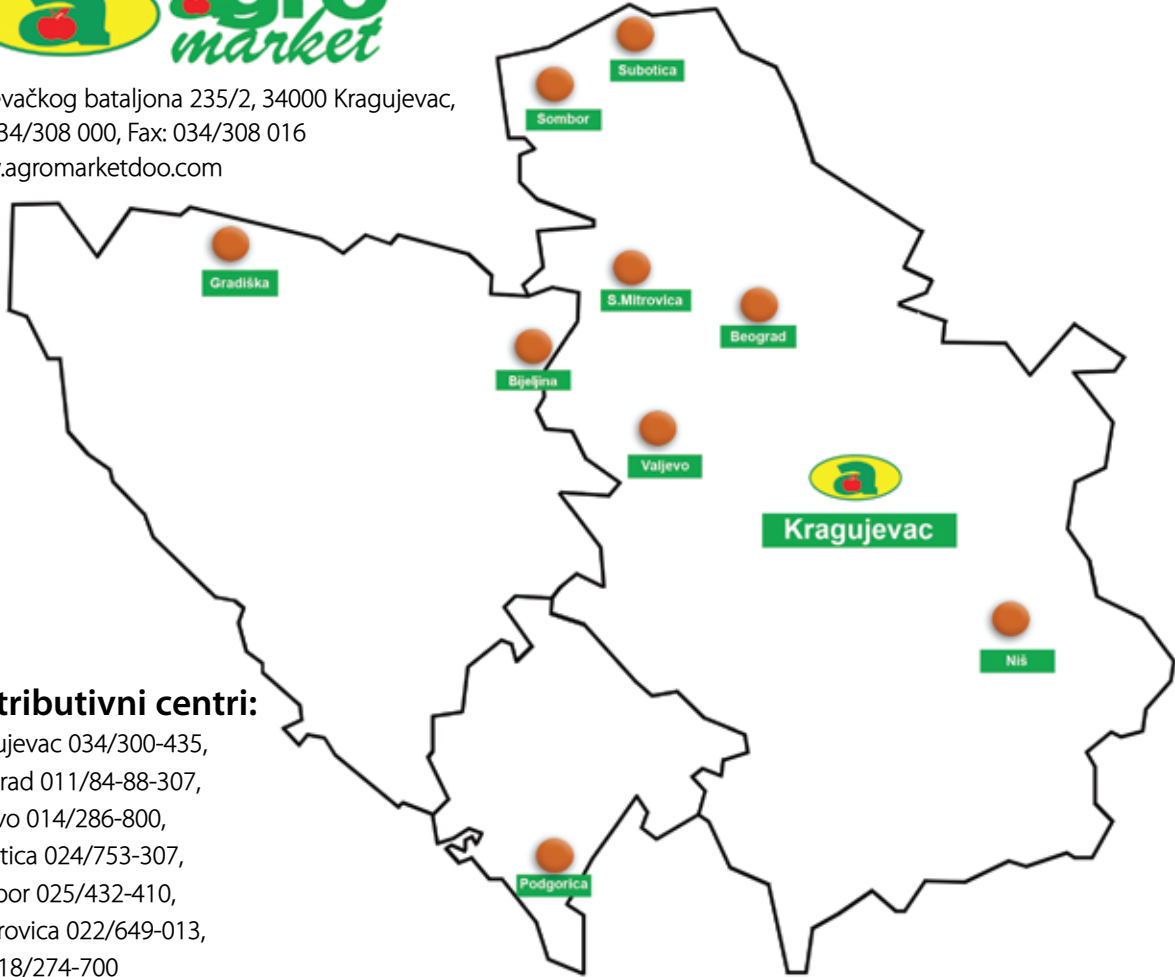 a agro
market
vačkog bataljona 235/2, 34000 Kragujevac,
34/308 000, Fax: 034/308 016
.agromarketdoo.com
Subotica
Sombor
Gradiška
S.Mitrovica
Beograd
Bijeljina
Valjevo
a
Kragujevac
Niš
Podgorica
tributivni centri:
ujevac 034/300-435,
rad 011/84-88-307,
vo 014/286-800,
tica 024/753-307,
bor 025/432-410,
rovica 022/649-013,
18/274-700